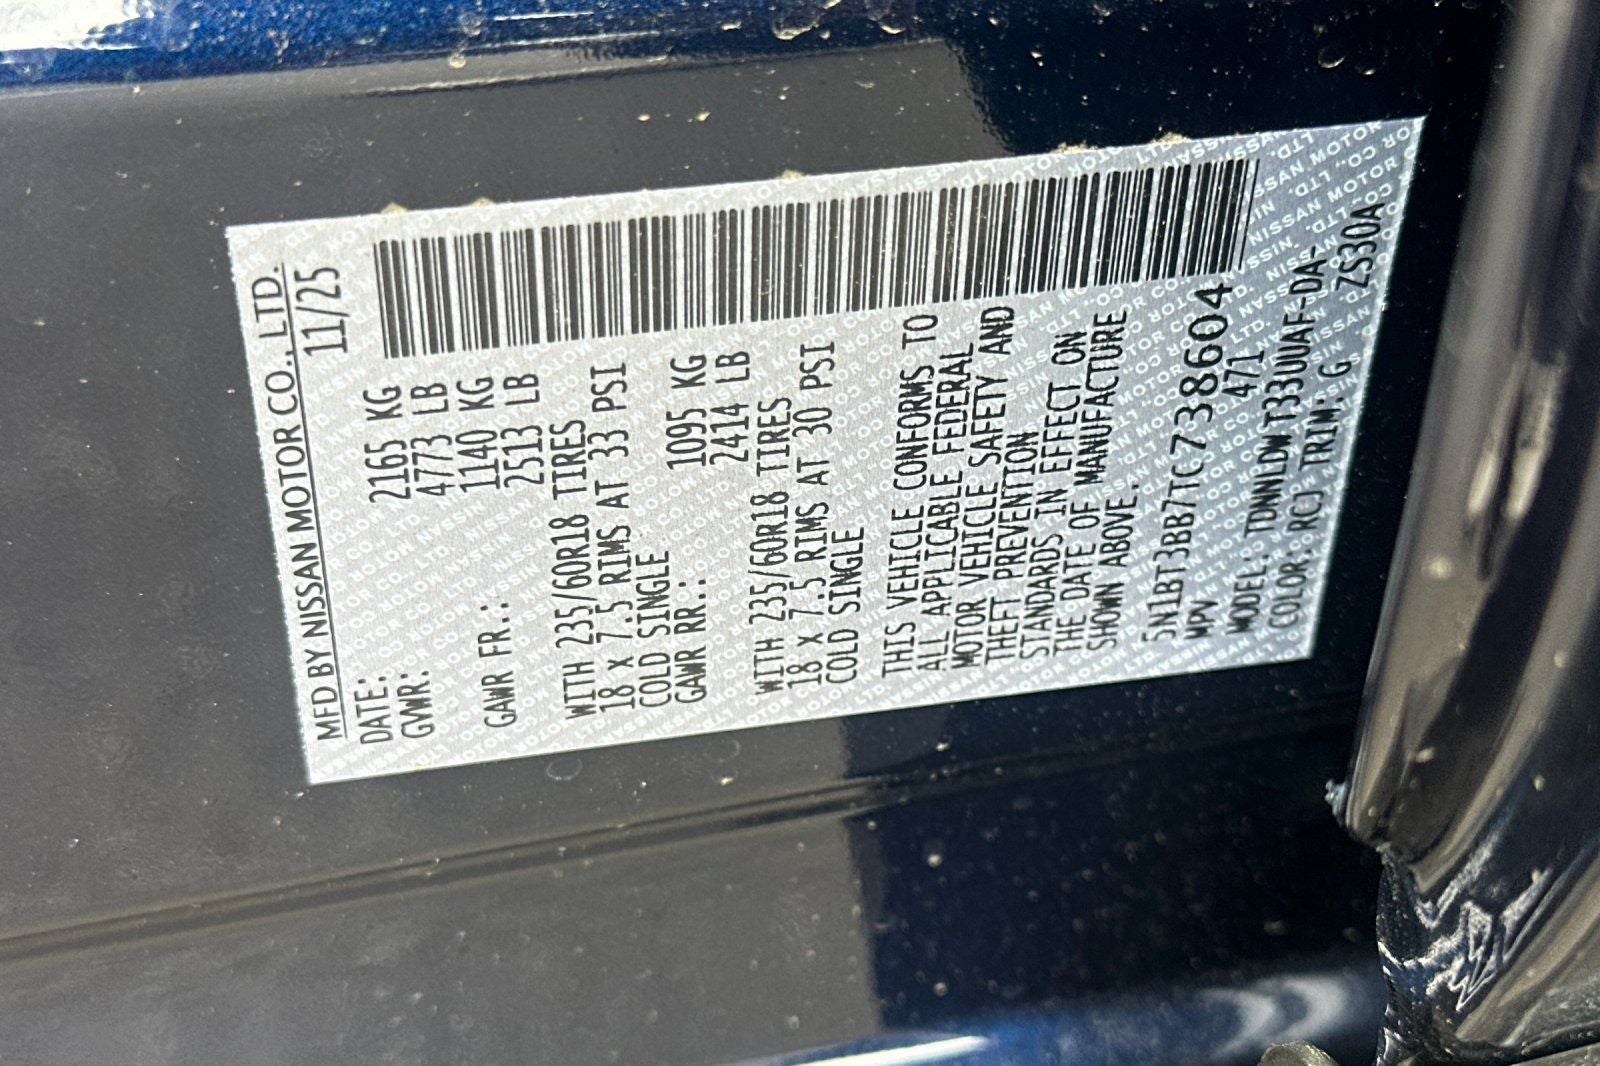 MFD BY NISSAN MOTOR CO., LTD.
DATE: 11/25
GVWR: 2165 KG
4773 LB
GAWR FR.: 1140 KG
2513 LB
WITH 235/60R18 TIRES
18 x 7.5 RIMS AT 33 PSI
COLD SINGLE
GAWR RR.: 1095 KG
2414 LB
WITH 235/60R18 TIRES
18 x 7.5 RIMS AT 30 PSI
COLD SINGLE
THIS VEHICLE CONFORMS TO
ALL APPLICABLE FEDERAL
MOTOR VEHICLE SAFETY AND
THEFT PREVENTION
STANDARDS IN EFFECT ON
THE DATE OF MANUFACTURE
SHOWN ABOVE.
5N1BT3BB7TC738604
MPV 471
MODEL: TDNNLDWT33UUAF-DA-
COLOR: RCJ TRIM: G ZS30A